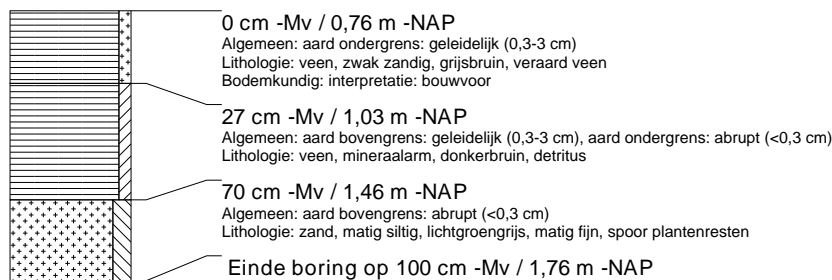 0 cm -Mv / 0,76 m -NAP
Algemeen: aard ondergrens: geleidelijk (0,3-3 cm)
Lithologie: veen, zwak zandig, grijsbruin, veraard veen
Bodemkundig: interpretatie: bouwvoor
27 cm -Mv / 1,03 m -NAP
Algemeen: aard bovengrens: geleidelijk (0,3-3 cm), aard ondergrens: abrupt (<0,3 cm)
Lithologie: veen, mineraalarm, donkerbruin, detritus
70 cm -Mv / 1,46 m -NAP
Algemeen: aard bovengrens: abrupt (<0,3 cm)
Lithologie: zand, matig siltig, lichtgroengrijs, matig fijn, spoor plantenresten
Einde boring op 100 cm -Mv / 1,76 m -NAP